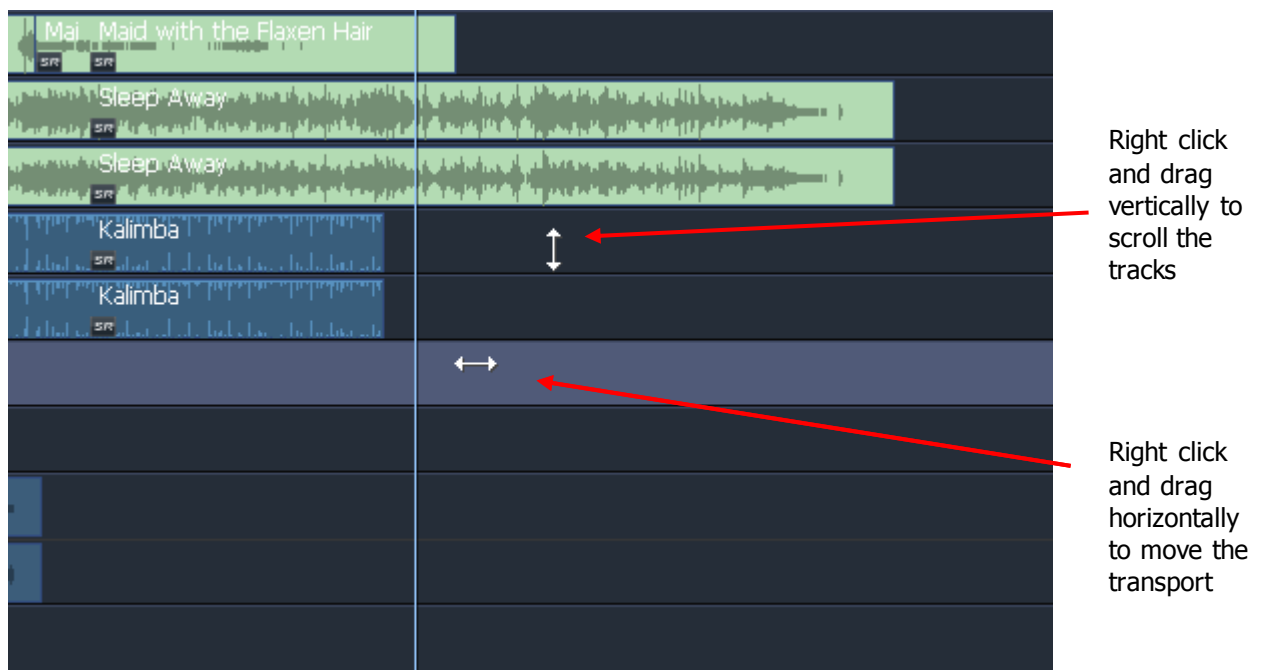 Mai Maid with the Flaxen Hair
SR SR
Sleep Away
SR
Sleep Away
SR
Kalimba
SR
Kalimba
SR
Right click
and drag
vertically to
scroll the
tracks
Right click
and drag
horizontally
to move the
transport